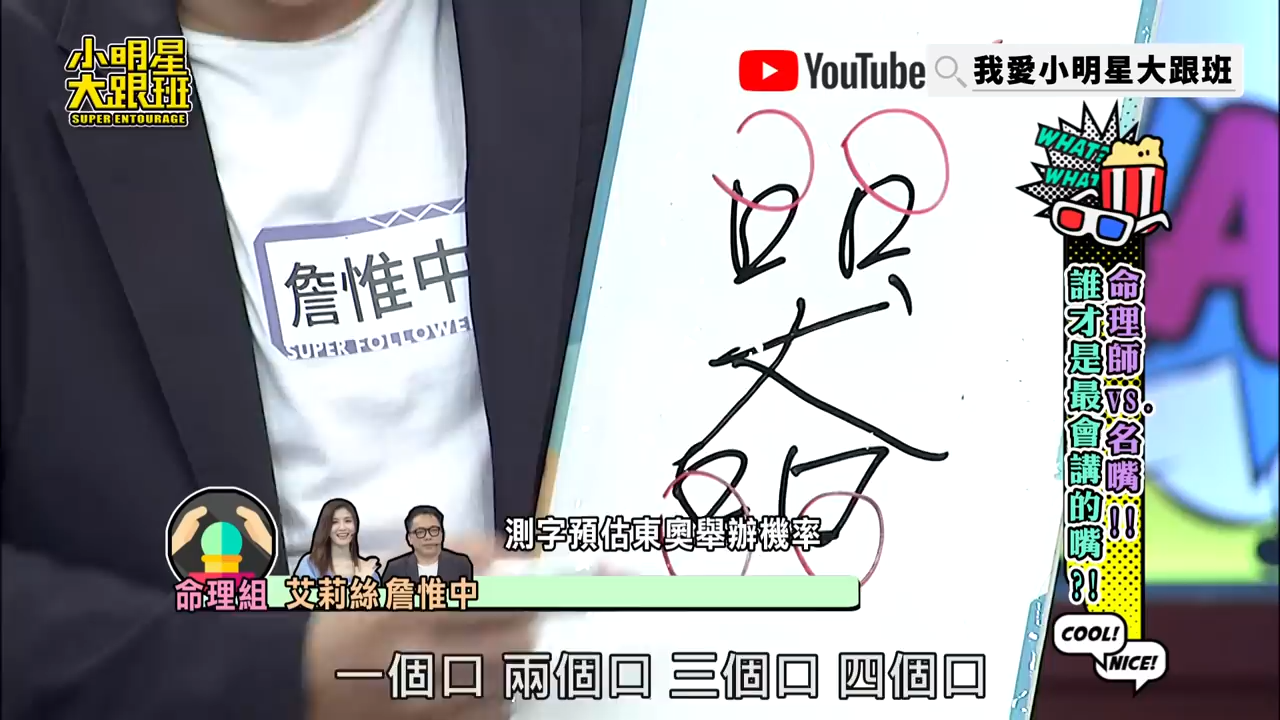 小明星
大跟班
SUPER ENTOURAGE
YouTube
我愛小明星大跟班
WHAT?
WHAT?
命理師vs.名嘴!!
誰才是最會講的嘴?!
COOL!
NICE!
器
詹惟中
SUPER FOLLOWE
測字預估東奧舉辦機率
命理組 艾莉絲 詹惟中
一個口 兩個口 三個口 四個口